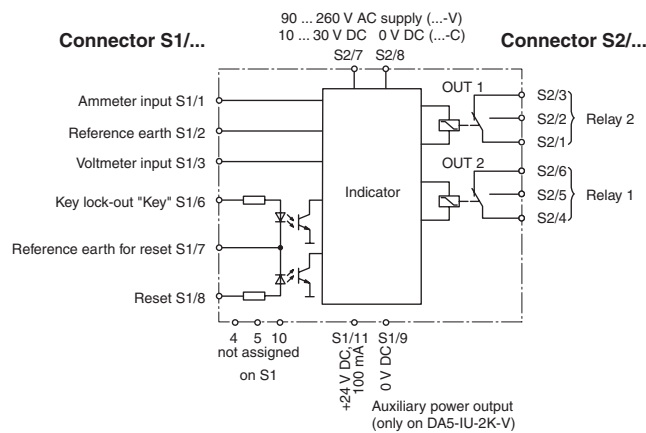 90 ... 260 V AC supply (...-V)
10 ... 30 V DC 0 V DC (...-C)
Connector S1/...
Connector S2/...
S2/7 S2/8
OUT 1
Ammeter input S1/1
Reference earth S1/2
Voltmeter input S1/3
Key lock-out "Key" S1/6
Reference earth for reset S1/7
Reset S1/8
Indicator
S2/3
S2/2
S2/1
Relay 2
OUT 2
S2/6
S2/5
S2/4
Relay 1
4 5 10
not assigned
on S1
S1/11 S1/9
+24 V DC,
100 mA
0 V DC
Auxiliary power output
(only on DA5-IU-2K-V)